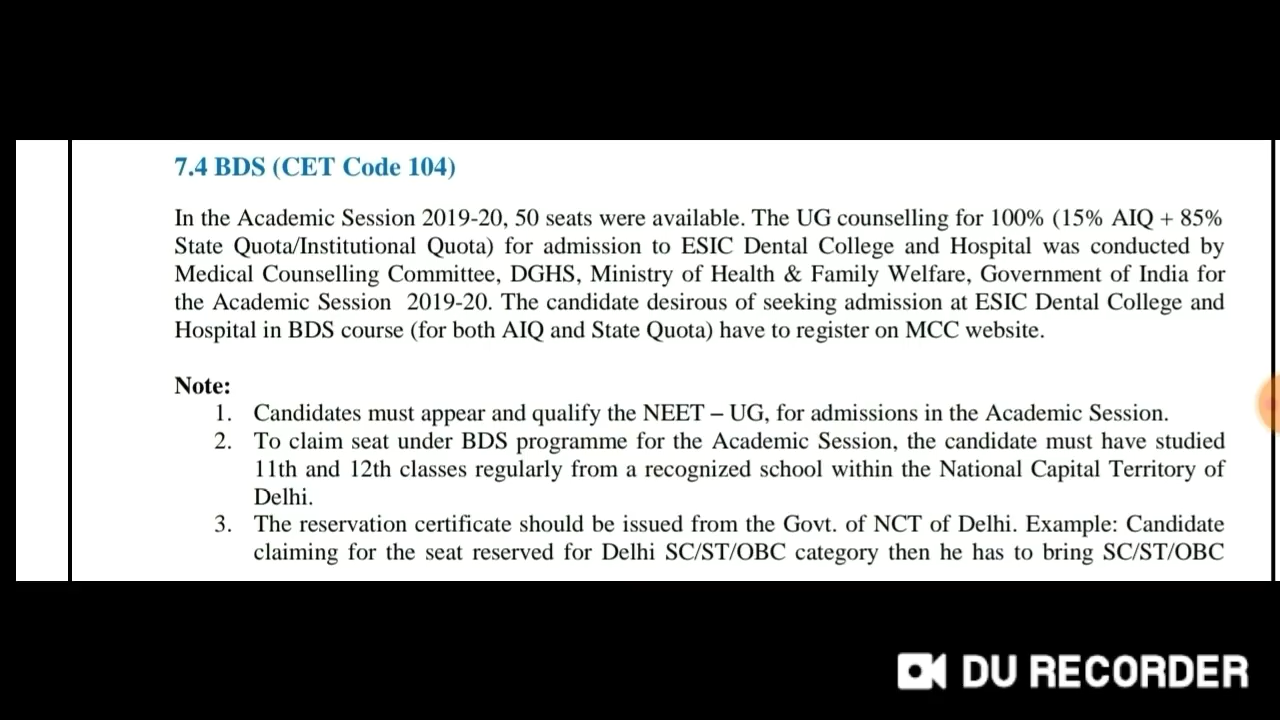 7.4 BDS (CET Code 104)
In the Academic Session 2019-20, 50 seats were available. The UG counselling for 100% (15% AIQ + 85%
State Quota/Institutional Quota) for admission to ESIC Dental College and Hospital was conducted by
Medical Counselling Committee, DGHS, Ministry of Health & Family Welfare, Government of India for
the Academic Session 2019-20. The candidate desirous of seeking admission at ESIC Dental College and
Hospital in BDS course (for both AIQ and State Quota) have to register on MCC website.
Note:
1. Candidates must appear and qualify the NEET – UG, for admissions in the Academic Session.
2. To claim seat under BDS programme for the Academic Session, the candidate must have studied
11th and 12th classes regularly from a recognized school within the National Capital Territory of
Delhi.
3. The reservation certificate should be issued from the Govt. of NCT of Delhi. Example: Candidate
claiming for the seat reserved for Delhi SC/ST/OBC category then he has to bring SC/ST/OBC
DU RECORDER